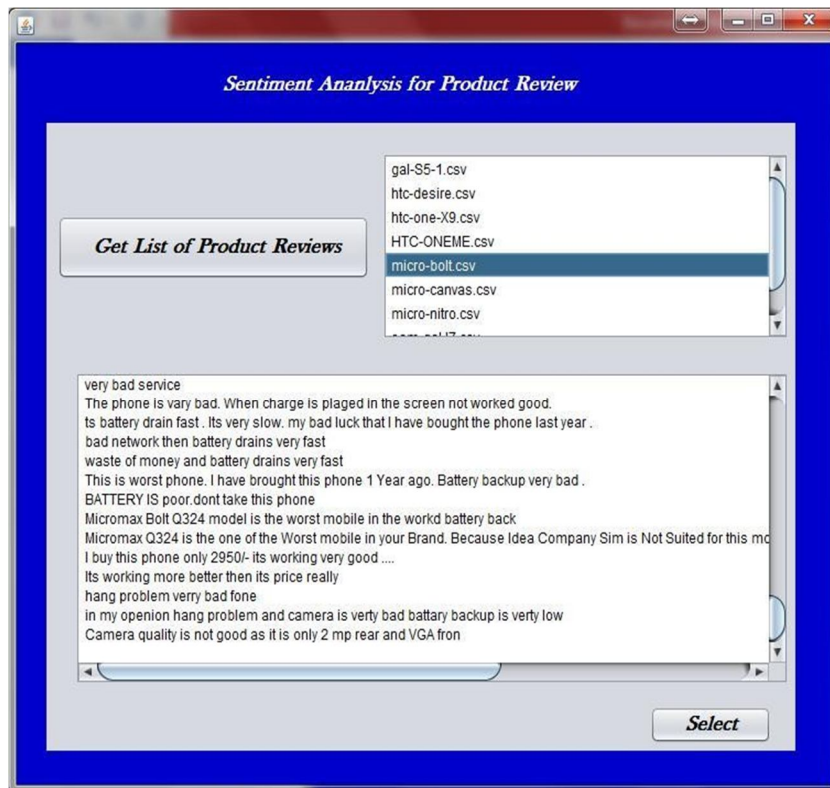 Sentiment Ananlysis for Product Review
Get List of Product Reviews
gal-S5-1.csv
htc-desire.csv
htc-one-X9.csv
HTC-ONEME.csv
micro-bolt.csv
micro-canvas.csv
micro-nitro.csv
very bad service
The phone is vary bad. When charge is plaged in the screen not worked good.
ts battery drain fast . Its very slow. my bad luck that I have bought the phone last year .
bad network then battery drains very fast
waste of money and battery drains very fast
This is worst phone. I have brought this phone 1 Year ago. Battery backup very bad .
BATTERY IS poor.dont take this phone
Micromax Bolt Q324 model is the worst mobile in the workd battery back
Micromax Q324 is the one of the Worst mobile in your Brand. Because Idea Company Sim is Not Suited for this mo
I buy this phone only 2950/- its working very good ....
Its working more better then its price really
hang problem verry bad fone
in my openion hang problem and camera is verty bad battary backup is verty low
Camera quality is not good as it is only 2 mp rear and VGA fron
Select